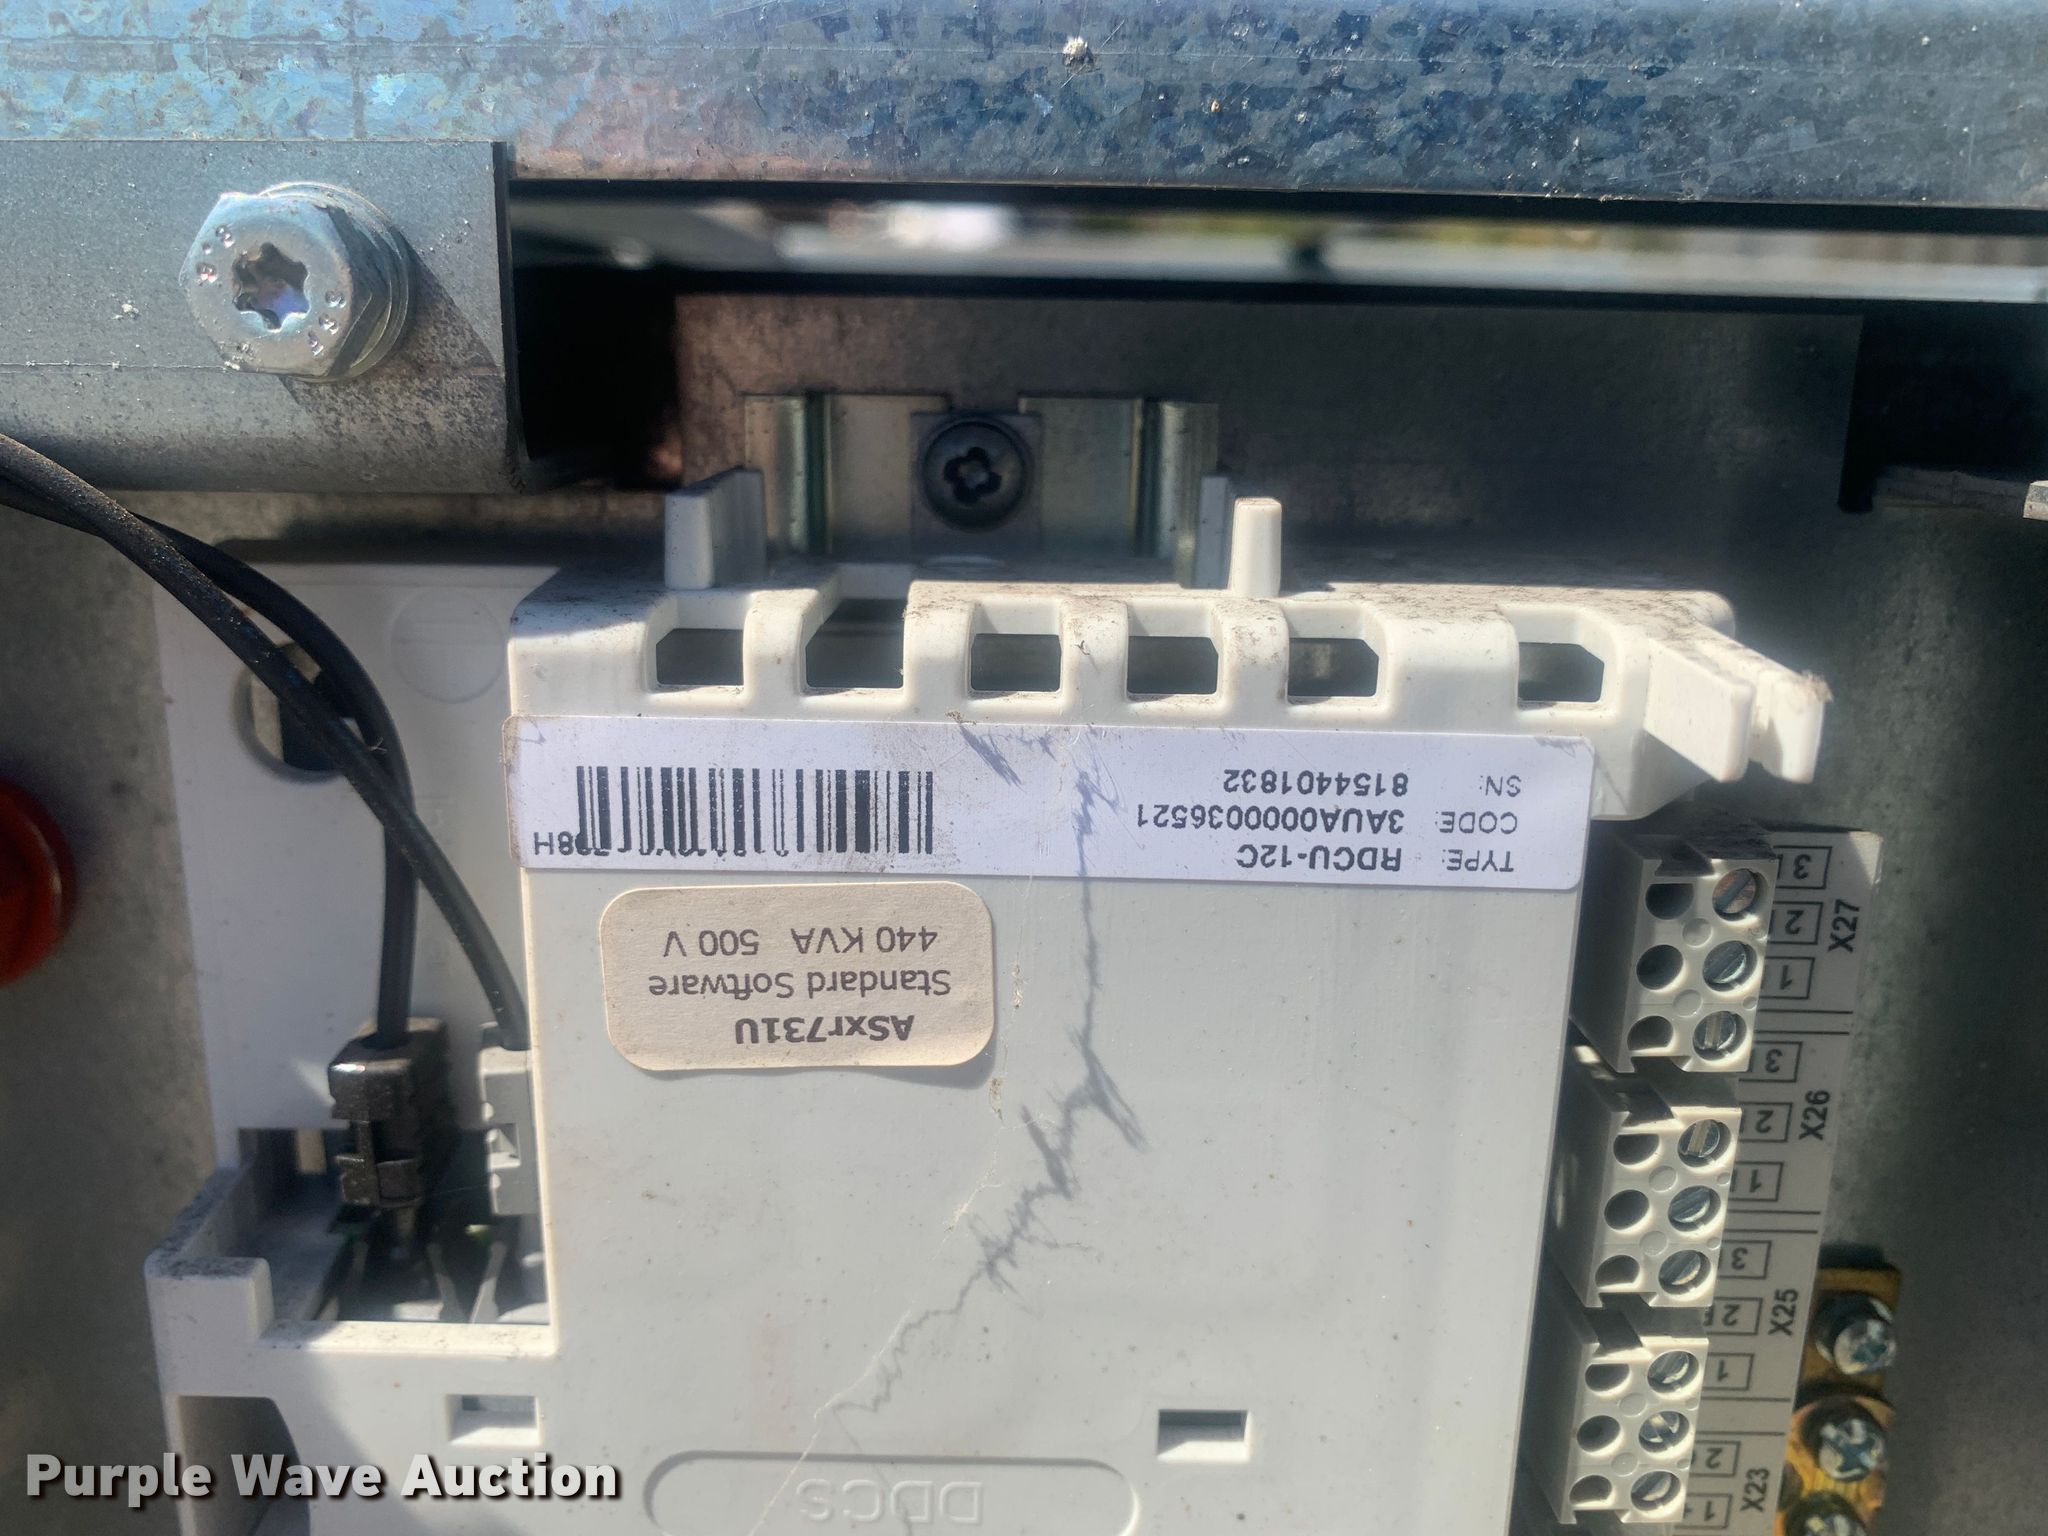 TYPE: RDCU-12C
CODE: 3AUA0000036521
SN: 8154401832
ASxr731U
Standard Software
440 KVA 500 V
DDCS
X23
1
2
X25
1
2
3
X26
1
2
3
X27
1
2
3
Purple Wave Auction